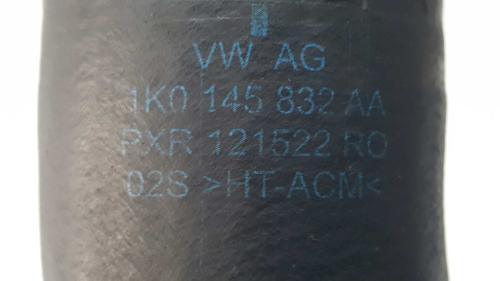 VW AG
1K0 145 832 AA
PXR 121522 RO
02S >HT-ACM<